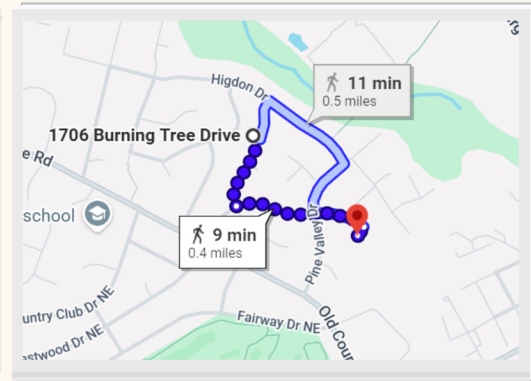 Higdon Dr
11 min
0.5 miles
1706 Burning Tree Drive
e Rd
school
9 min
0.4 miles
Pine Valley Dr
untry Club Dr NE
Fairway Dr NE
Old Cour
estwood Dr NE